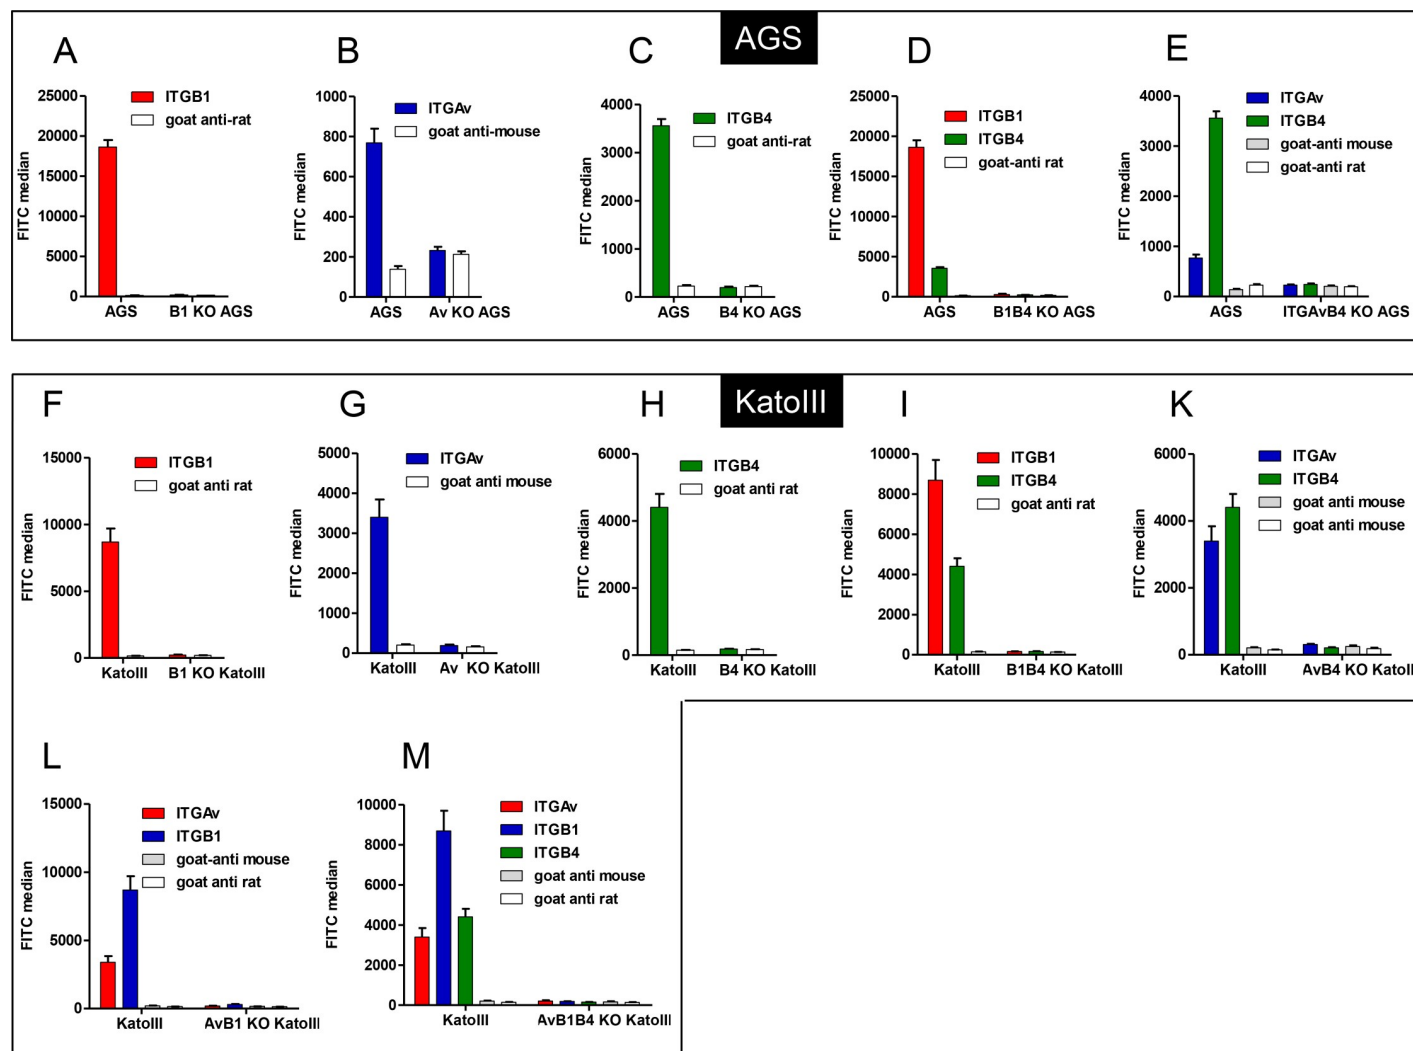 AGS
A
25000
20000
15000
10000
5000
0
FITC median
ITGB1
goat anti-rat
AGS
B1 KO AGS
B
1000
800
600
400
200
0
FITC median
ITGAv
goat anti-mouse
AGS
Av KO AGS
C
4000
3000
2000
1000
0
FITC median
ITGB4
goat anti-rat
AGS
B4 KO AGS
D
25000
20000
15000
10000
5000
0
FITC median
ITGB1
ITGB4
goat-anti rat
AGS
B1B4 KO AGS
E
4000
3000
2000
1000
0
FITC median
ITGAv
ITGB4
goat-anti mouse
goat-anti rat
AGS
ITGAvB4 KO AGS
KatoIII
F
15000
10000
5000
0
FITC median
ITGB1
goat anti rat
KatoIII
B1 KO KatoIII
G
5000
4000
3000
2000
1000
0
FITC median
ITGAv
goat anti mouse
KatoIII
Av KO KatoIII
H
6000
4000
2000
0
FITC median
ITGB4
goat anti rat
KatoIII
B4 KO KatoIII
I
10000
8000
6000
4000
2000
0
FITC median
ITGB1
ITGB4
goat anti rat
KatoIII
B1B4 KO KatoIII
K
6000
4000
2000
0
FITC median
ITGAv
ITGB4
goat anti mouse
goat anti mouse
KatoIII
AvB4 KO KatoIII
L
15000
10000
5000
0
FITC median
ITGAv
ITGB1
goat-anti mouse
goat anti rat
KatoIII
AvB1 KO KatoIII
M
10000
8000
6000
4000
2000
0
FITC median
ITGAv
ITGB1
ITGB4
goat anti mouse
goat anti rat
KatoIII
AvB1B4 KO KatoIII